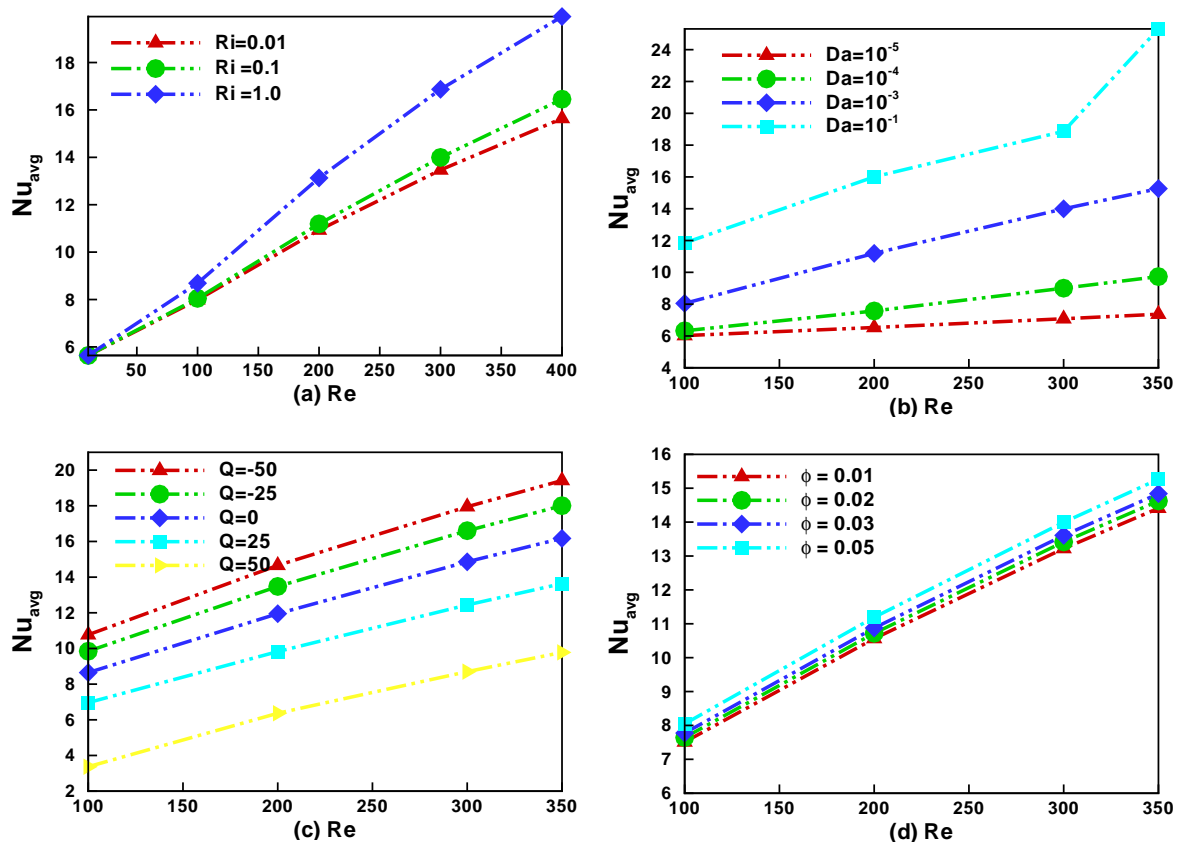 Ri=0.01
Ri =0.1
Ri =1.0
18
16
14
12
10
8
6
Nu_avg
50 100 150 200 250 300 350 400
(a) Re
Da=10^-5
Da=10^-4
Da=10^-3
Da=10^-1
24
22
20
18
16
14
12
10
8
6
4
Nu_avg
100 150 200 250 300 350
(b) Re
Q=-50
Q=-25
Q=0
Q=25
Q=50
20
18
16
14
12
10
8
6
4
2
Nu_avg
100 150 200 250 300 350
(c) Re
ϕ = 0.01
ϕ = 0.02
ϕ = 0.03
ϕ = 0.05
16
15
14
13
12
11
10
9
8
7
6
Nu_avg
100 150 200 250 300 350
(d) Re